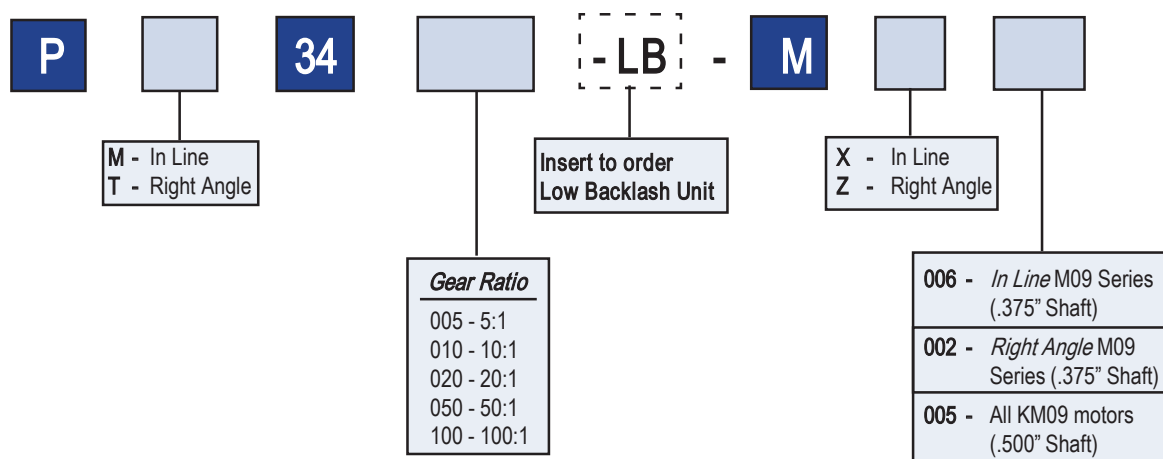 P 34 - LB - M
M - In Line
T - Right Angle
Insert to order
Low Backlash Unit
X - In Line
Z - Right Angle
Gear Ratio
005 - 5:1
010 - 10:1
020 - 20:1
050 - 50:1
100 - 100:1
006 - In Line M09 Series
(.375” Shaft)
002 - Right Angle M09
Series (.375” Shaft)
005 - All KM09 motors
(.500” Shaft)